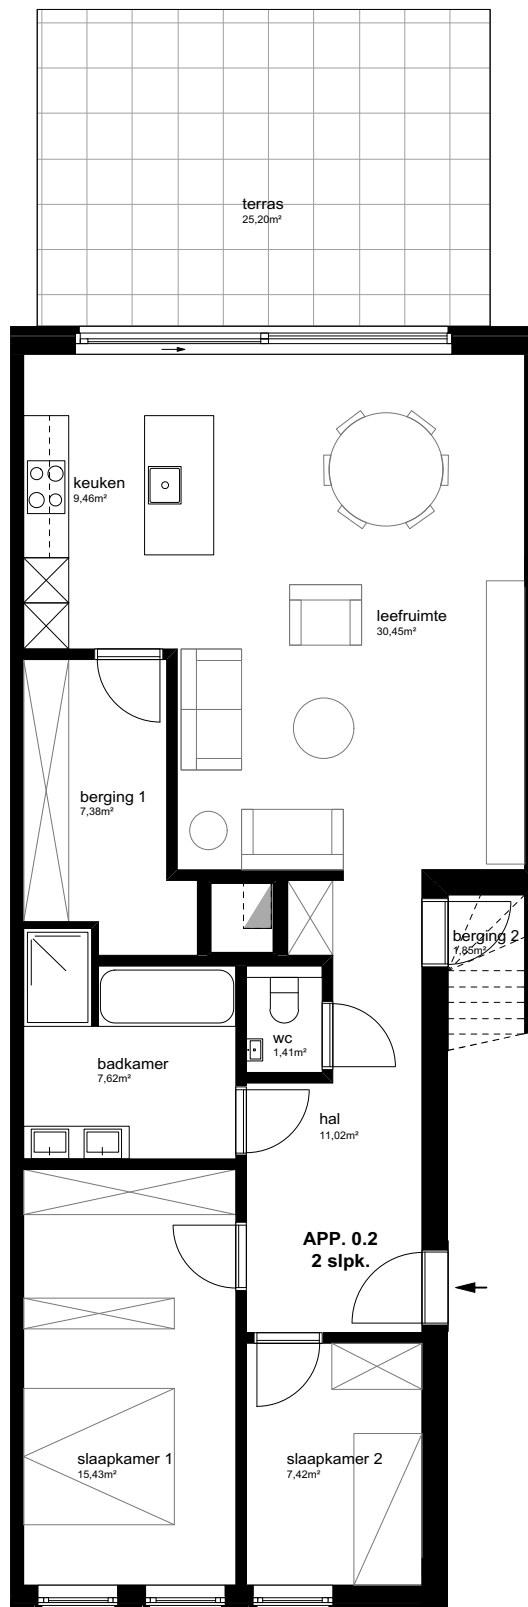 terras
25,20m²
keuken
9,46m²
leefruimte
30,45m²
berging 1
7,38m²
berging 2
1,85m²
wc
1,41m²
badkamer
7,62m²
hal
11,02m²
APP. 0.2
2 slpk.
slaapkamer 1
15,43m²
slaapkamer 2
7,42m²